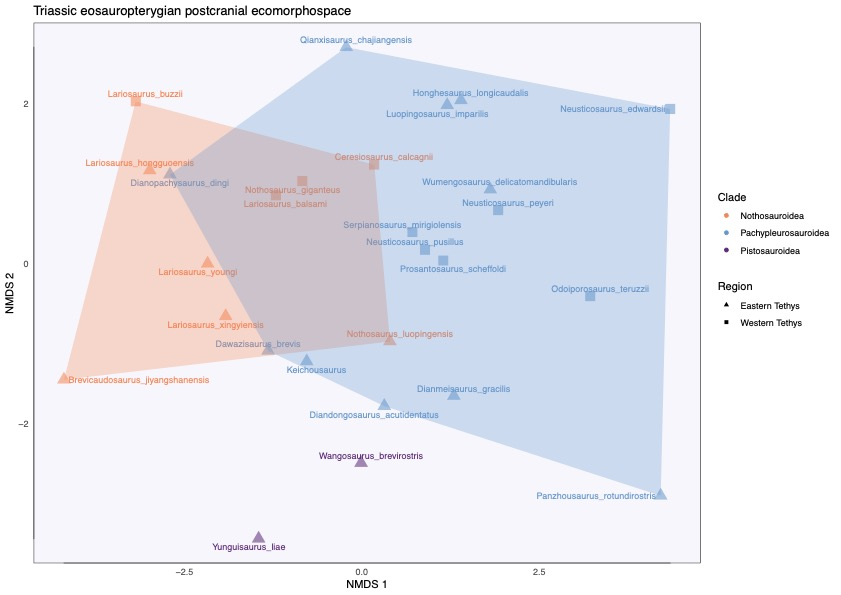 Triassic eosauropterygian postcranial ecomorphospace
Qianxisaurus_chajiangensis
Lariosaurus_buzzii
Honghesaurus_longicaudalis
Neusticosaurus_edwardsii
Luopingosaurus_imparilis
Lariosaurus_hongguoensis
Ceresiosaurus_calcagnii
Dianopachysaurus_dingi
Wumengosaurus_delicatomandibularis
Nothosaurus_giganteus
Lariosaurus_balsami
Neusticosaurus_peyeri
Serpianosaurus_mirigiolensis
Neusticosaurus_pusillus
Prosantosaurus_scheffoldi
Lariosaurus_youngi
Odoiporosaurus_teruzzii
Lariosaurus_xingyiensis
Nothosaurus_luopingensis
Dawazisaurus_brevis
Keichousaurus
Brevicaudosaurus_jiyangshanensis
Dianmeisaurus_gracilis
Diandongosaurus_acutidentatus
Wangosaurus_brevirostris
Panzhousaurus_rotundirostris
Yunguisaurus_liae
2
0
−2
NMDS 2
−2.5
0.0
2.5
NMDS 1
Clade
Nothosauroidea
Pachypleurosauroidea
Pistosauroidea
Region
Eastern Tethys
Western Tethys